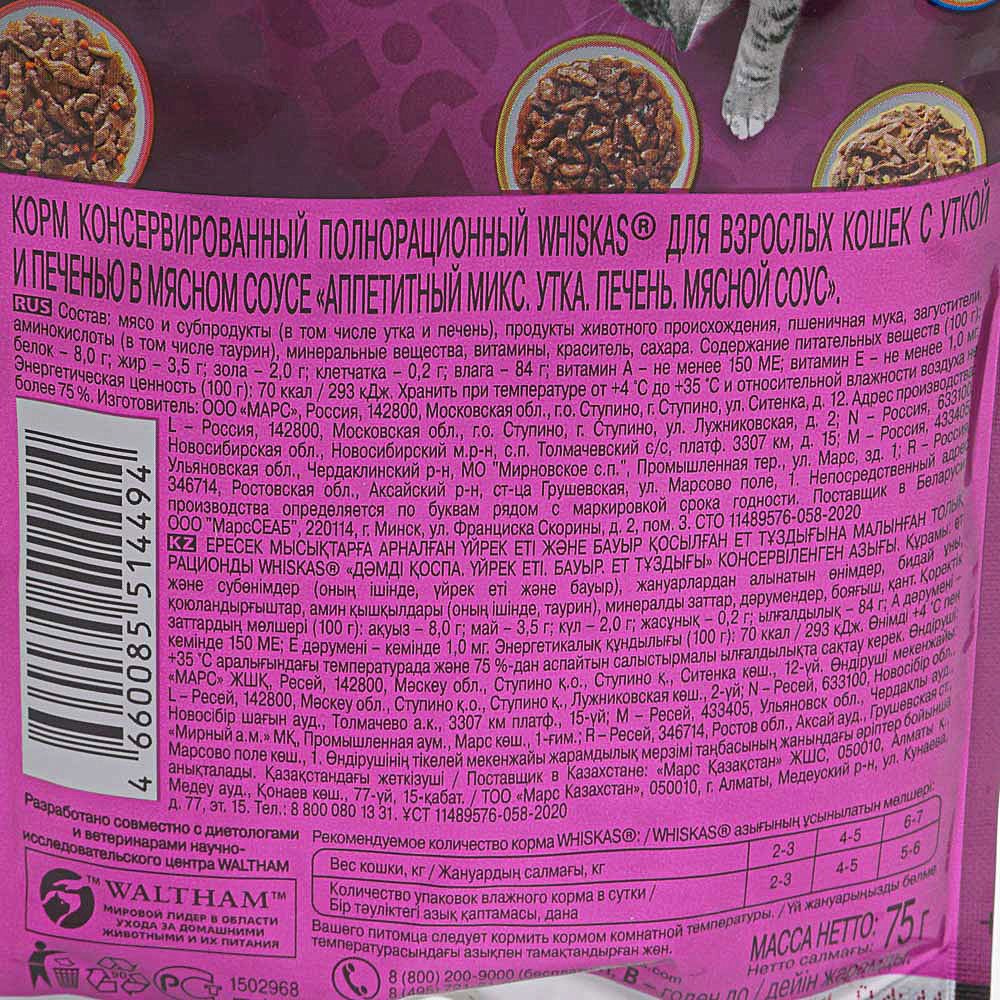 КОРМ КОНСЕРВИРОВАННЫЙ ПОЛНОРАЦИОННЫЙ WHISKAS® ДЛЯ ВЗРОСЛЫХ КОШЕК С УТКОЙ
И ПЕЧЕНЬЮ В МЯСНОМ СОУСЕ «АППЕТИТНЫЙ МИКС. УТКА. ПЕЧЕНЬ. МЯСНОЙ СОУС».
RUS Состав: мясо и субпродукты (в том числе утка и печень), продукты животного происхождения, пшеничная мука, загустители,
аминокислоты (в том числе таурин), минеральные вещества, витамины, краситель, сахара. Содержание питательных веществ (100 г):
белок – 8,0 г; жир – 3,5 г; зола – 2,0 г; клетчатка – 0,2 г; влага – 84 г; витамин А – не менее 150 МЕ; витамин Е – не менее 1,0 мг.
Энергетическая ценность (100 г): 70 ккал / 293 кДж. Хранить при температуре от +4 °С до +35 °С и относительной влажности воздуха не
более 75 %. Изготовитель: ООО «МАРС», Россия, 142800, Московская обл., г.о. Ступино, г. Ступино, ул. Ситенка, д. 12. Адрес производства:
L – Россия, 142800, Московская обл., г.о. Ступино, г. Ступино, ул. Лужниковская, д. 2; N – Россия, 633100,
Новосибирская обл., Новосибирский м.р-н, с.п. Толмачевский с/с, платф. 3307 км, д. 15; М – Россия, 433405,
Ульяновская обл., Чердаклинский р-н, МО "Мирновское с.п.", Промышленная тер., ул. Марс, зд. 1; R – Россия,
346714, Ростовская обл., Аксайский р-н, ст-ца Грушевская, ул. Марсово поле, 1. Непосредственный адрес
производства определяется по буквам рядом с маркировкой срока годности. Поставщик в Беларуси:
ООО "МарсСЕАБ", 220114, г. Минск, ул. Франциска Скорины, д. 2, пом. 3. СТО 11489576-058-2020
KZ ЕРЕСЕК МЫСЫҚТАРҒА АРНАЛҒАН ҮЙРЕК ЕТІ ЖӘНЕ БАУЫР ҚОСЫЛҒАН ЕТ ТҰЗДЫҒЫНА МАЛЫНҒАН ТОЛЫҚ
РАЦИОНДЫ WHISKAS® «ДӘМДІ ҚОСПА. ҮЙРЕК ЕТІ. БАУЫР. ЕТ ТҰЗДЫҒЫ» КОНСЕРВІЛЕНГЕН АЗЫҒЫ. Құрамы: ет
және субөнімдер (оның ішінде, үйрек еті және бауыр), жануарлардан алынатын өнімдер, бидай ұны,
қоюландырғыштар, амин қышқылдары (оның ішінде, таурин), минералды заттар, дәрумендер, бояғыш, қант. Қоректік
заттардың мөлшері (100 г): ақуыз – 8,0 г; май – 3,5 г; күл – 2,0 г; жасұнық – 0,2 г; ылғалдылық – 84 г; А дәрумені –
кемінде 150 МЕ; Е дәрумені – кемінде 1,0 мг. Энергетикалық құндылығы (100 г): 70 ккал / 293 кДж. Өнімді +4 °С пен
+35 °С аралығындағы температурада және 75 %-дан аспайтын салыстырмалы ылғалдылықта сақтау керек. Өндіруші:
«МАРС» ЖШҚ, Ресей, 142800, Мәскеу обл., Ступино қ.о., Ступино қ., Ситенка көш., 12-үй. Өндіруші мекенжайы:
L – Ресей, 142800, Мәскеу обл., Ступино қ.о., Ступино қ., Лужниковская көш., 2-үй; N – Ресей, 633100, Новосібір обл.,
Новосібір шағын ауд., Толмачево а.к., 3307 км платф., 15-үй; М – Ресей, 433405, Ульяновск обл., Чердаклы ауд.,
«Мирный а.м.» МҚ, Промышленная аум., Марс көш., 1-ғим.; R – Ресей, 346714, Ростов обл., Аксай ауд., Грушевская ст.,
Марсово поле көш., 1. Өндірушінің тікелей мекенжайы жарамдылық мерзімі таңбасының жанындағы әріптер бойынша
анықталады. Қазақстандағы жеткізуші / Поставщик в Казахстане: «Марс Қазақстан» ЖШС, 050010, Алматы қ.,
Медеу ауд., Қонаев көш., 77-үй, 15-қабат. / ТОО «Марс Казахстан», 050010, г. Алматы, Медеуский р-н, ул. Кунаева,
д. 77, эт. 15. Тел.: 8 800 080 13 31. ҰСТ 11489576-058-2020
4 660085 514494
Разработано совместно с диетологами
и ветеринарами научно-
исследовательского центра WALTHAM
WALTHAM™
МИРОВОЙ ЛИДЕР В ОБЛАСТИ
УХОДА ЗА ДОМАШНИМИ
ЖИВОТНЫМИ И ИХ ПИТАНИЯ
Рекомендуемое количество корма WHISKAS®: / WHISKAS® азығының ұсынылатын мөлшері:
Вес кошки, кг / Жануардың салмағы, кг 2-3 4-5 6-7
Количество упаковок влажного корма в сутки / 2-3 4-5 5-6
Бір тәуліктегі азық қаптамасы, дана
Вашего питомца следует кормить кормом комнатной температуры. / Үй жануарыңызды бөлме
температурасындағы азықпен тамақтандырған жөн.
МАССА НЕТТО: 75 г
Нетто салмағы:
90
РСТ
1502968
8 (800) 200-9000